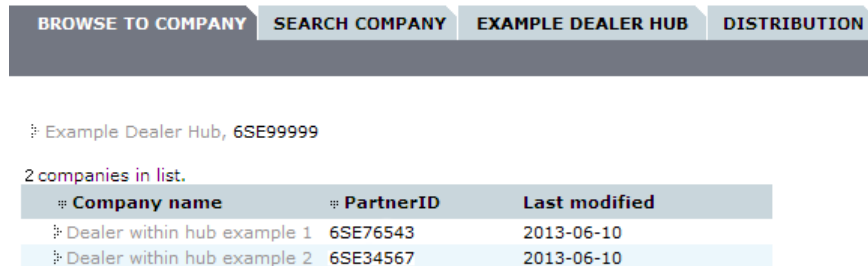 BROWSE TO COMPANY SEARCH COMPANY EXAMPLE DEALER HUB DISTRIBUTION
Example Dealer Hub, 6SE99999
2 companies in list.
Company name PartnerID Last modified
Dealer within hub example 1 6SE76543 2013-06-10
Dealer within hub example 2 6SE34567 2013-06-10